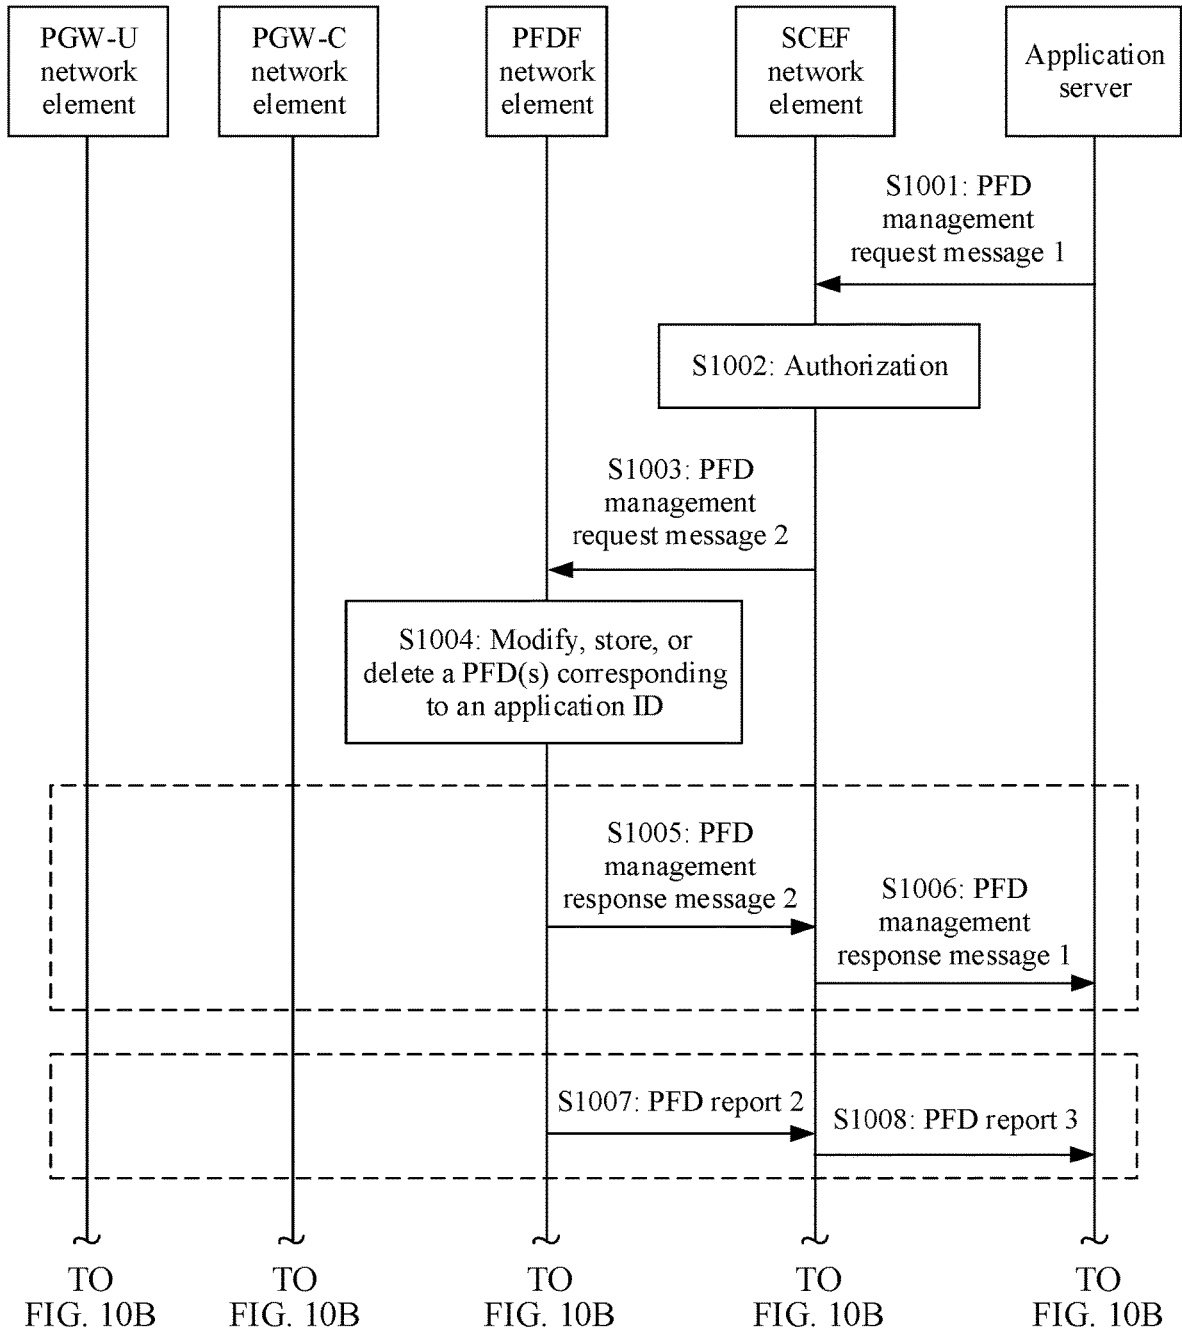 PGW-U
network
element
PGW-C
network
element
PFDF
network
element
SCEF
network
element
Application
server
S1001: PFD
management
request message 1
S1002: Authorization
S1003: PFD
management
request message 2
S1004: Modify, store, or
delete a PFD(s) corresponding
to an application ID
S1005: PFD
management
response message 2
S1006: PFD
management
response message 1
S1007: PFD report 2
S1008: PFD report 3
TO
FIG. 10B
TO
FIG. 10B
TO
FIG. 10B
TO
FIG. 10B
TO
FIG. 10B